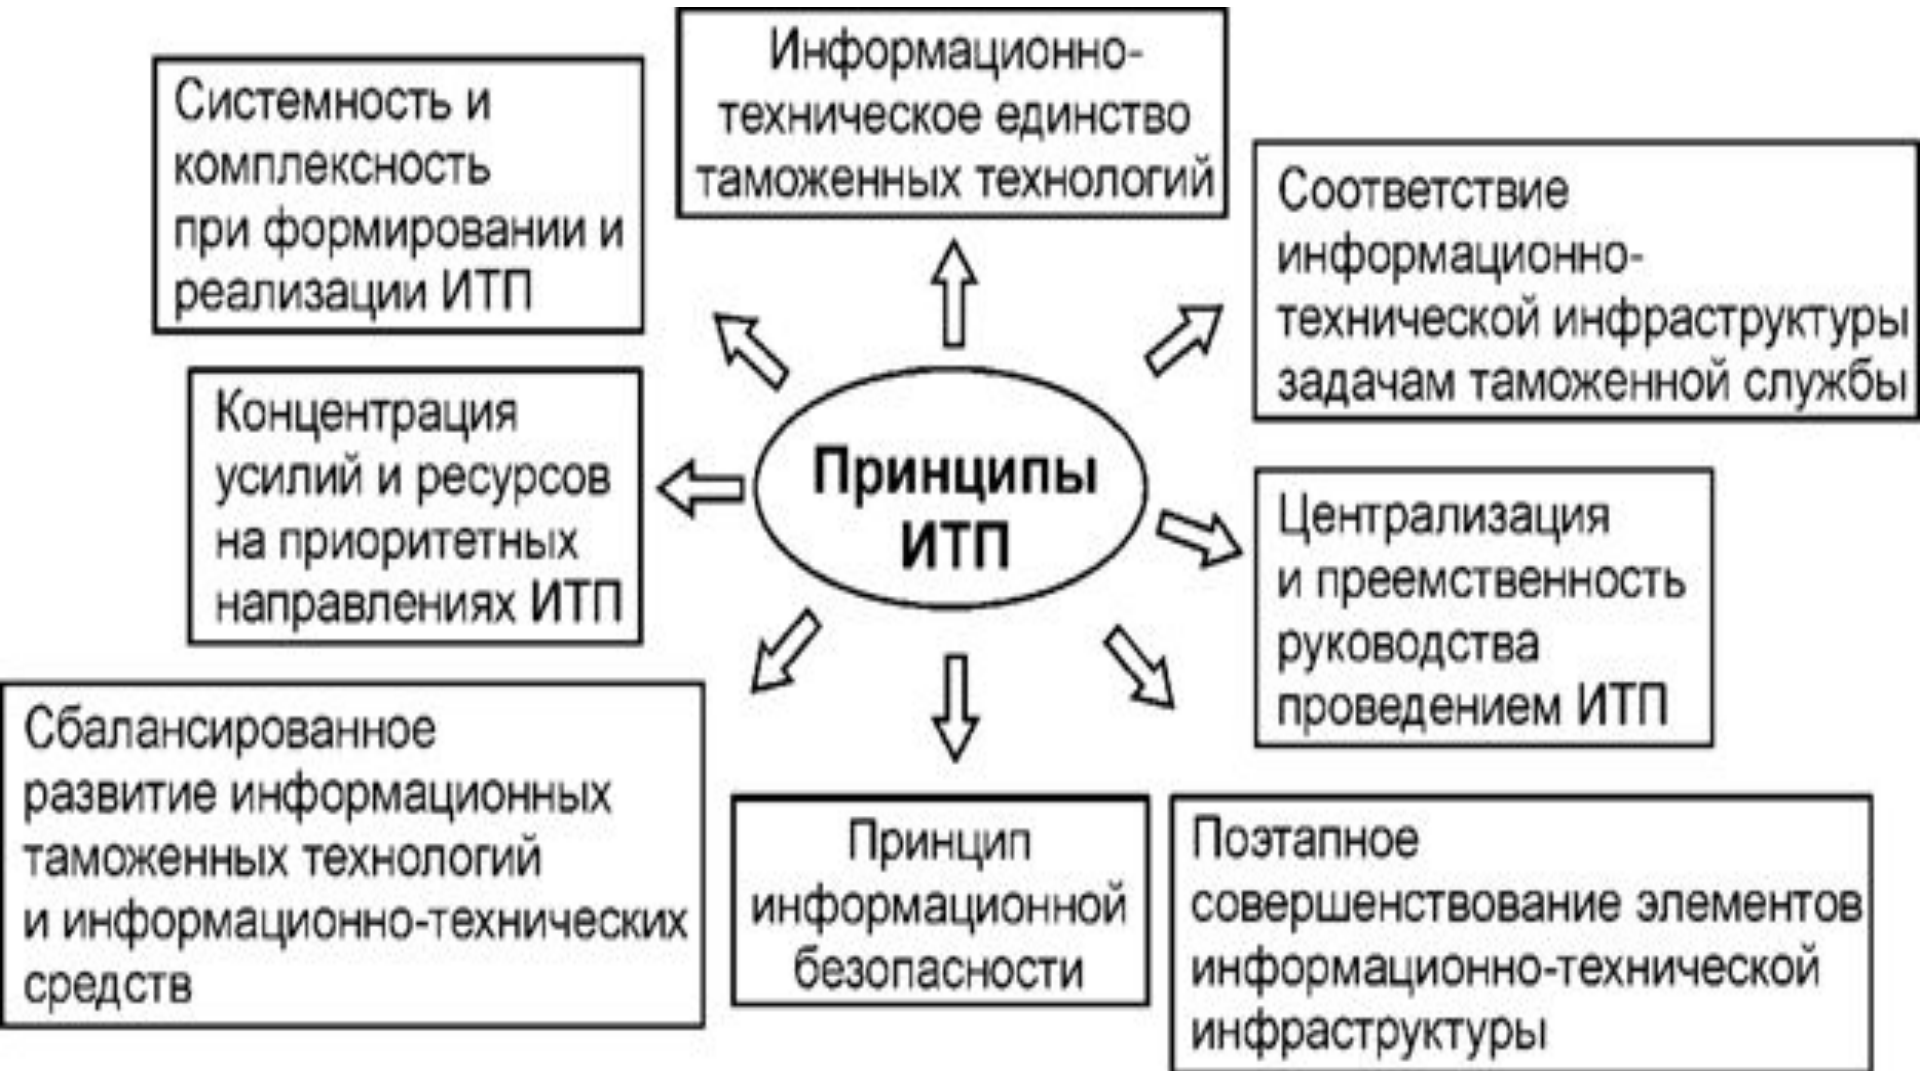 Информационно-
техническое единство
таможенных технологий
Системность и
комплексность
при формировании и
реализации ИТП
Соответствие
информационно-
технической инфраструктуры
задачам таможенной службы
Концентрация
усилий и ресурсов
на приоритетных
направлениях ИТП
Принципы
ИТП
Централизация
и преемственность
руководства
проведением ИТП
Сбалансированное
развитие информационных
таможенных технологий
и информационно-технических
средств
Принцип
информационной
безопасности
Поэтапное
совершенствование элементов
информационно-технической
инфраструктуры